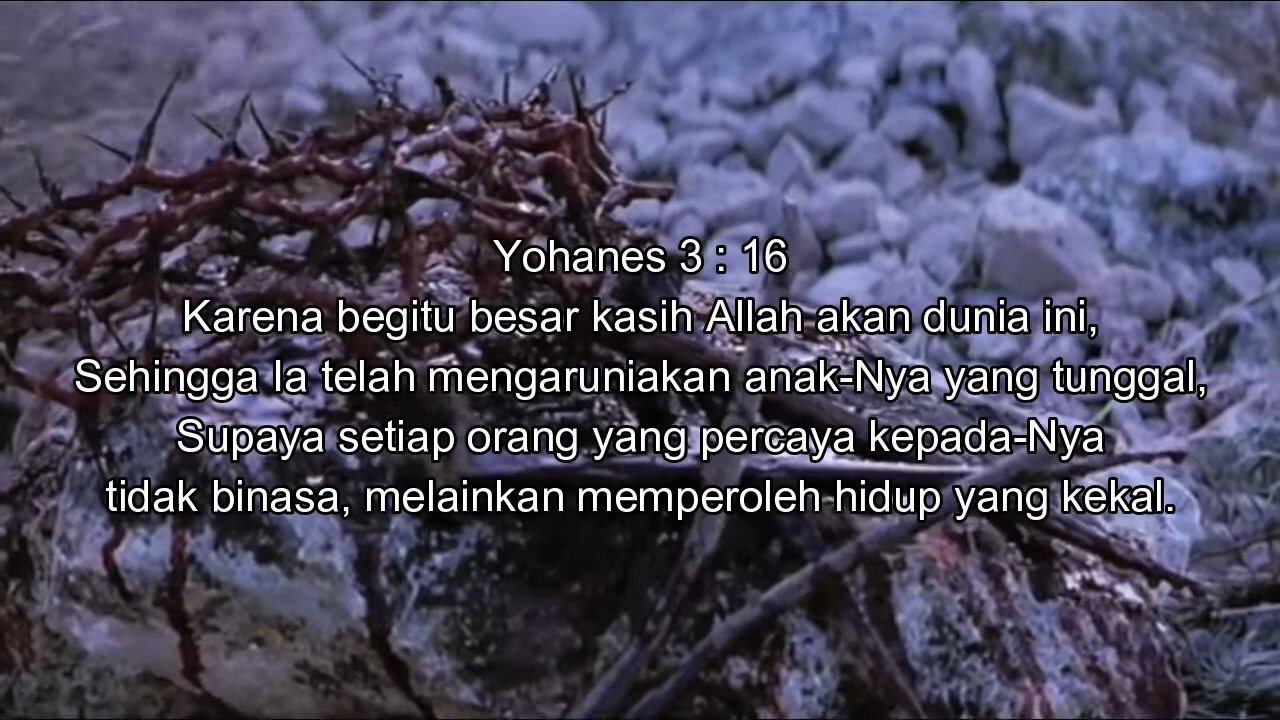 Yohanes 3 : 16
Karena begitu besar kasih Allah akan dunia ini,
Sehingga Ia telah mengaruniakan anak-Nya yang tunggal,
Supaya setiap orang yang percaya kepada-Nya
tidak binasa, melainkan memperoleh hidup yang kekal.